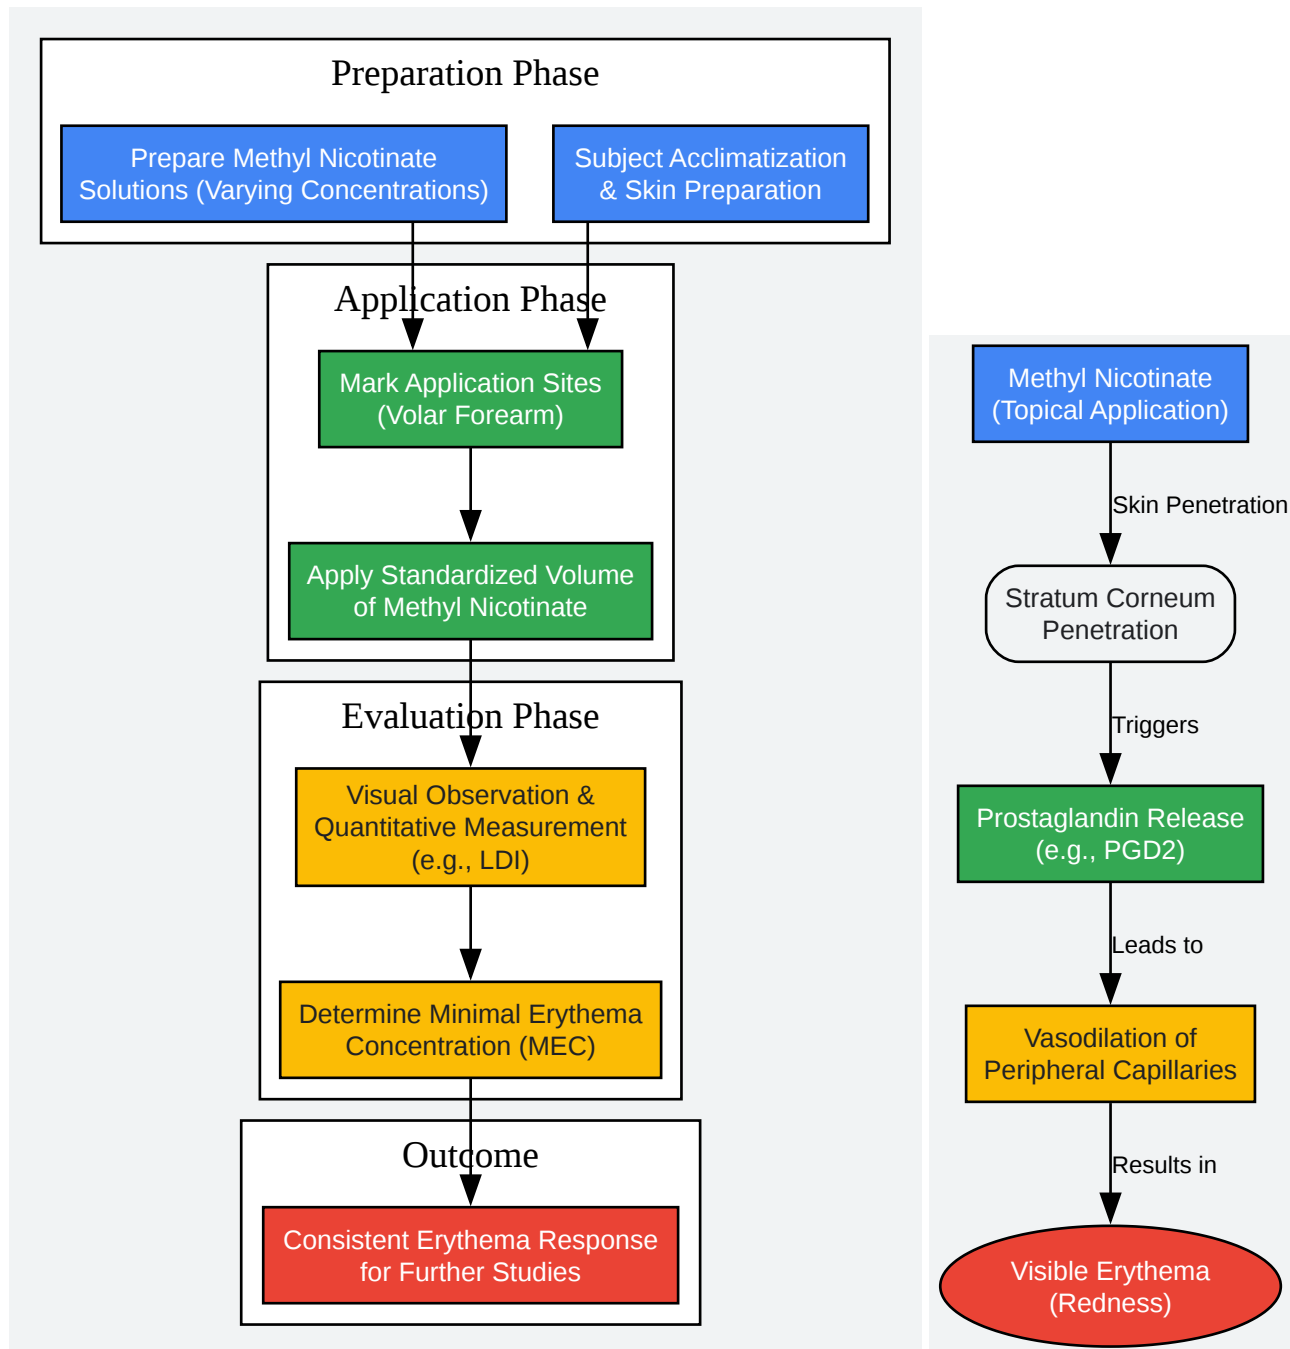 Preparation Phase
Prepare Methyl Nicotinate
Solutions (Varying Concentrations)
Subject Acclimatization
& Skin Preparation
Application Phase
Mark Application Sites
(Volar Forearm)
Apply Standardized Volume
of Methyl Nicotinate
Evaluation Phase
Visual Observation &
Quantitative Measurement
(e.g., LDI)
Determine Minimal Erythema
Concentration (MEC)
Outcome
Consistent Erythema Response
for Further Studies
Methyl Nicotinate
(Topical Application)
Skin Penetration
Stratum Corneum
Penetration
Triggers
Prostaglandin Release
(e.g., PGD2)
Leads to
Vasodilation of
Peripheral Capillaries
Results in
Visible Erythema
(Redness)